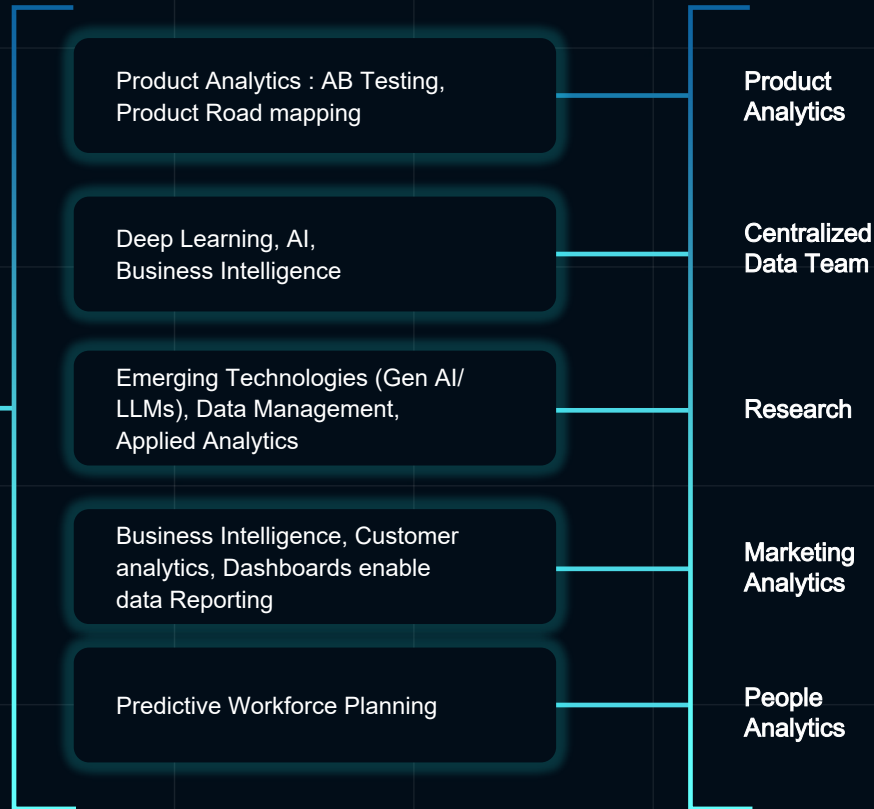 Product Analytics : AB Testing,
Product Road mapping
Product
Analytics
Deep Learning, AI,
Business Intelligence
Centralized
Data Team
Emerging Technologies (Gen AI/
LLMs), Data Management,
Applied Analytics
Research
Business Intelligence, Customer
analytics, Dashboards enable
data Reporting
Marketing
Analytics
Predictive Workforce Planning
People
Analytics